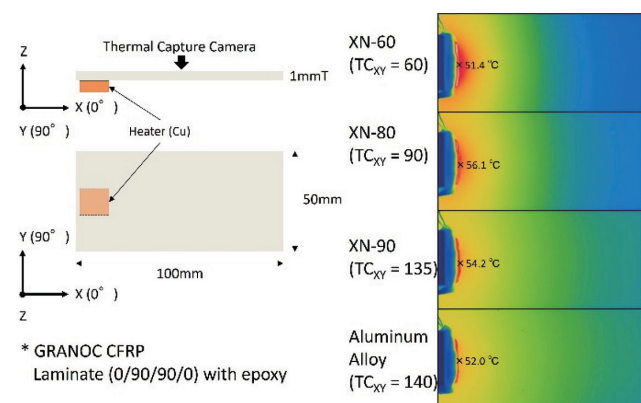 Z
Thermal Capture Camera
1mmT
X (0°)
Y (90°)
Heater (Cu)
50mm
Y (90°)
100mm
X (0°)
Z
* GRANOC CFRP
Laminate (0/90/90/0) with epoxy
XN-60
(TCXY = 60)
×51.4 ℃
XN-80
(TCXY = 90)
×56.1 ℃
XN-90
(TCXY = 135)
×54.2 ℃
Aluminum
Alloy
(TCXY = 140)
×52.0 ℃